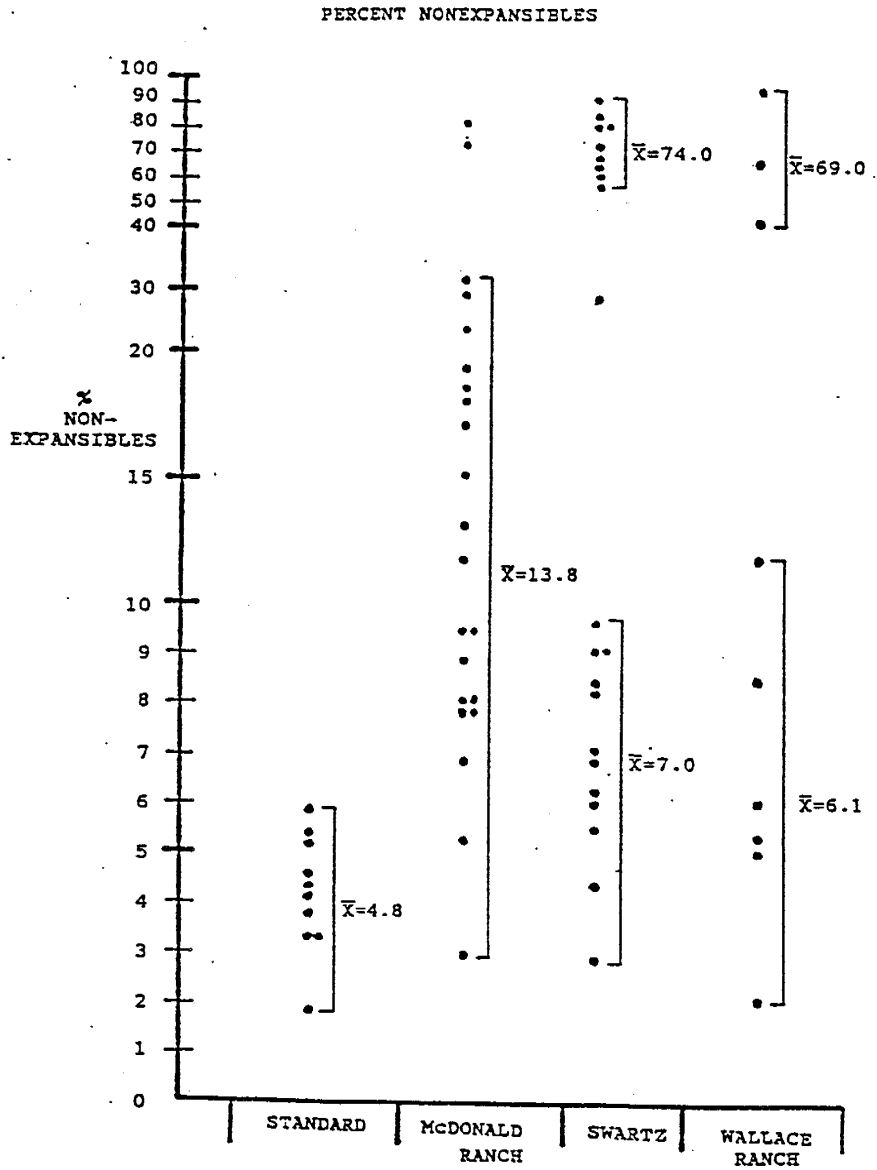 PERCENT NONEXPANSIBLES
100
90
80
70
60
50
40
30
20
15
10
9
8
7
6
5
4
3
2
1
0
%
NON-
EXPANSIBLES
X̅=4.8
X̅=13.8
X̅=74.0
X̅=7.0
X̅=69.0
X̅=6.1
STANDARD
McDONALD
RANCH
SWARTZ
WALLACE
RANCH